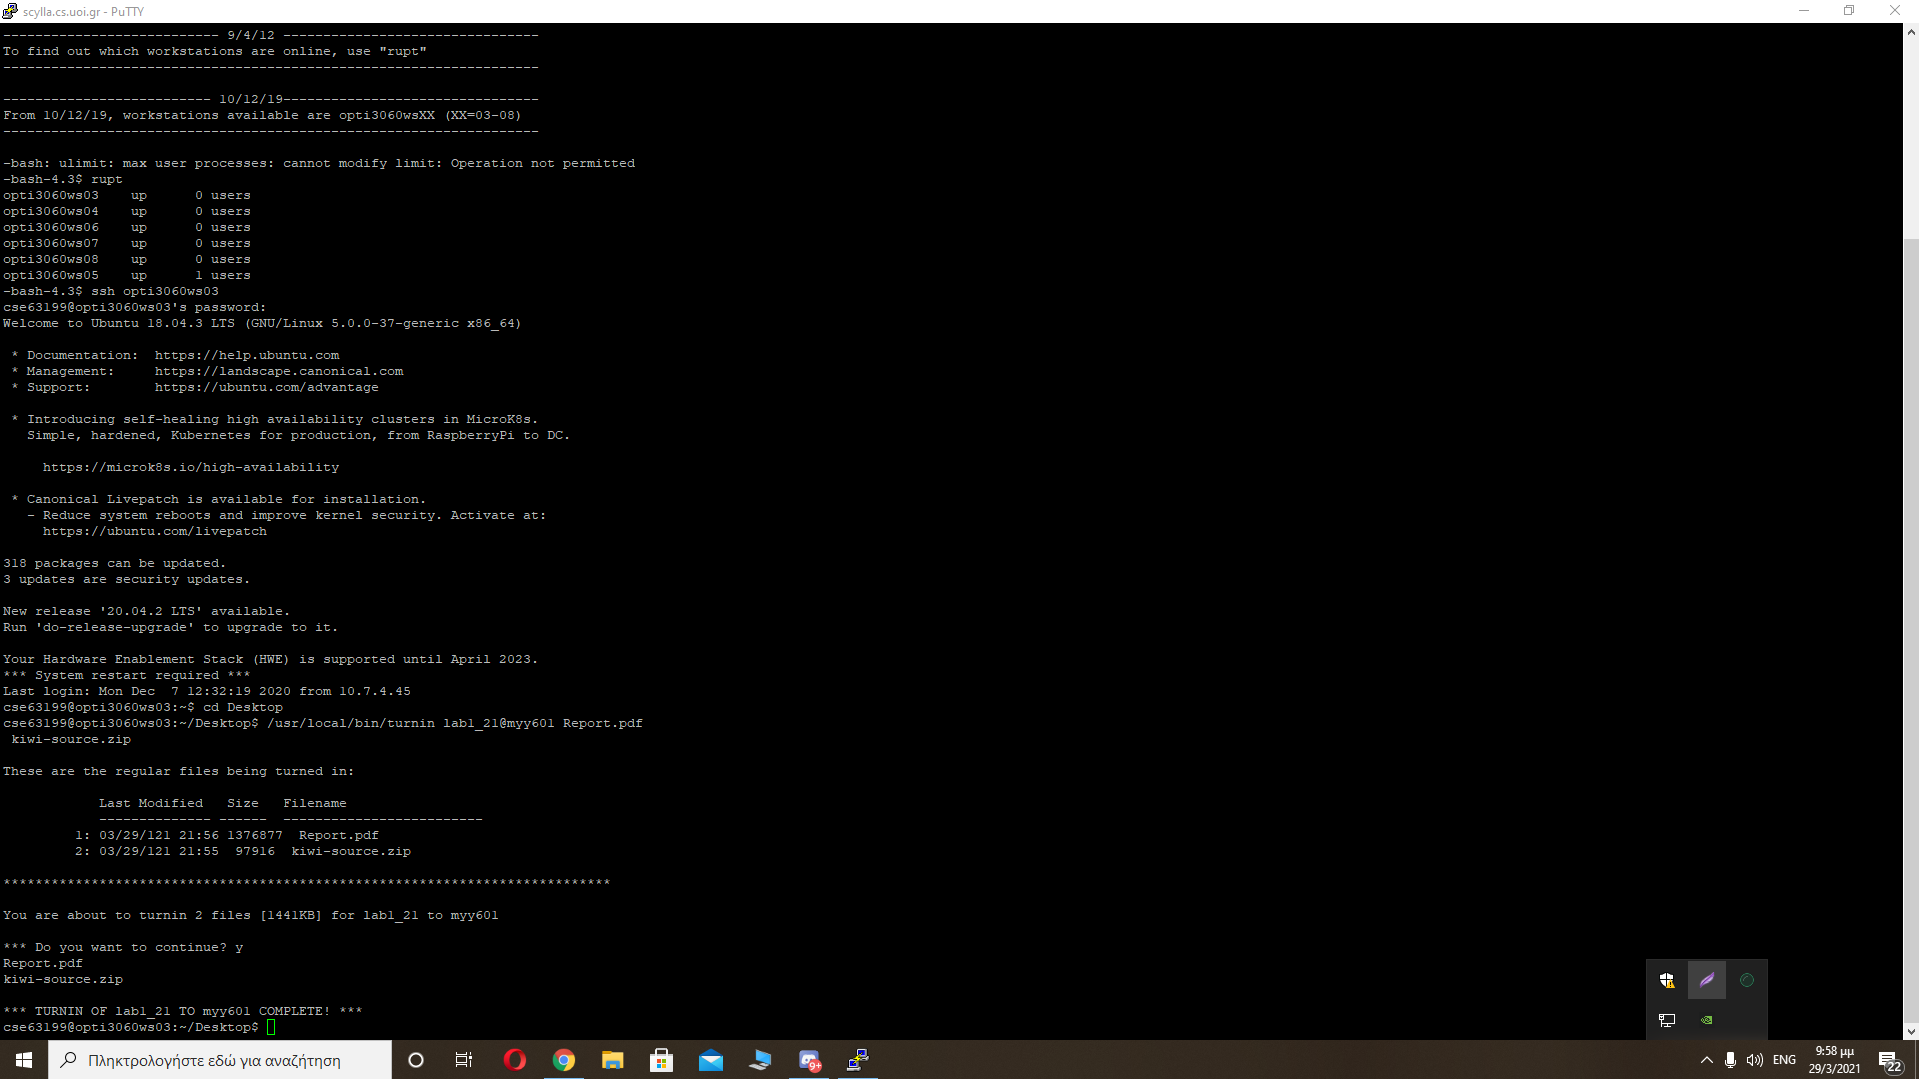 scylla.cs.uoi.gr - PuTTY
--------------------------- 9/4/12 --------------------------------
To find out which workstations are online, use "rupt"
-------------------------------------------------------------------
-------------------------- 10/12/19--------------------------------
From 10/12/19, workstations available are opti3060wsXX (XX=03-08)
-------------------------------------------------------------------
-bash: ulimit: max user processes: cannot modify limit: Operation not permitted
-bash-4.3$ rupt
opti3060ws03    up      0 users
opti3060ws04    up      0 users
opti3060ws06    up      0 users
opti3060ws07    up      0 users
opti3060ws08    up      0 users
opti3060ws05    up      1 users
-bash-4.3$ ssh opti3060ws03
cse63199@opti3060ws03's password:
Welcome to Ubuntu 18.04.3 LTS (GNU/Linux 5.0.0-37-generic x86_64)
 * Documentation:  https://help.ubuntu.com
 * Management:     https://landscape.canonical.com
 * Support:        https://ubuntu.com/advantage
 * Introducing self-healing high availability clusters in MicroK8s.
   Simple, hardened, Kubernetes for production, from RaspberryPi to DC.
     https://microk8s.io/high-availability
 * Canonical Livepatch is available for installation.
   - Reduce system reboots and improve kernel security. Activate at:
     https://ubuntu.com/livepatch
318 packages can be updated.
3 updates are security updates.
New release '20.04.2 LTS' available.
Run 'do-release-upgrade' to upgrade to it.
Your Hardware Enablement Stack (HWE) is supported until April 2023.
*** System restart required ***
Last login: Mon Dec  7 12:32:19 2020 from 10.7.4.45
cse63199@opti3060ws03:~$ cd Desktop
cse63199@opti3060ws03:~/Desktop$ /usr/local/bin/turnin lab1_21@myy601 Report.pdf
 kiwi-source.zip
These are the regular files being turned in:
            Last Modified   Size   Filename
            -------------- ------  -------------------------
         1: 03/29/121 21:56 1376877  Report.pdf
         2: 03/29/121 21:55  97916  kiwi-source.zip
****************************************************************************
You are about to turnin 2 files [1441KB] for lab1_21 to myy601
*** Do you want to continue? y
Report.pdf
kiwi-source.zip
*** TURNIN OF lab1_21 TO myy601 COMPLETE! ***
cse63199@opti3060ws03:~/Desktop$
Πληκτρολογήστε εδώ για αναζήτηση
9+
ENG
9:58 μμ
29/3/2021
22